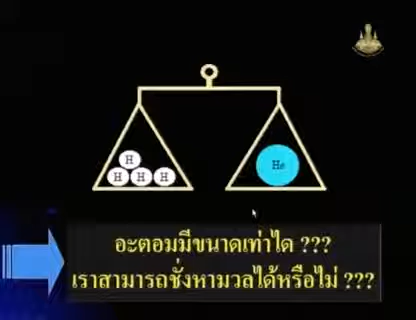 H
H H H
He
อะตอมมีขนาดเท่าใด ???
เราสามารถชั่งหามวลได้หรือไม่ ???